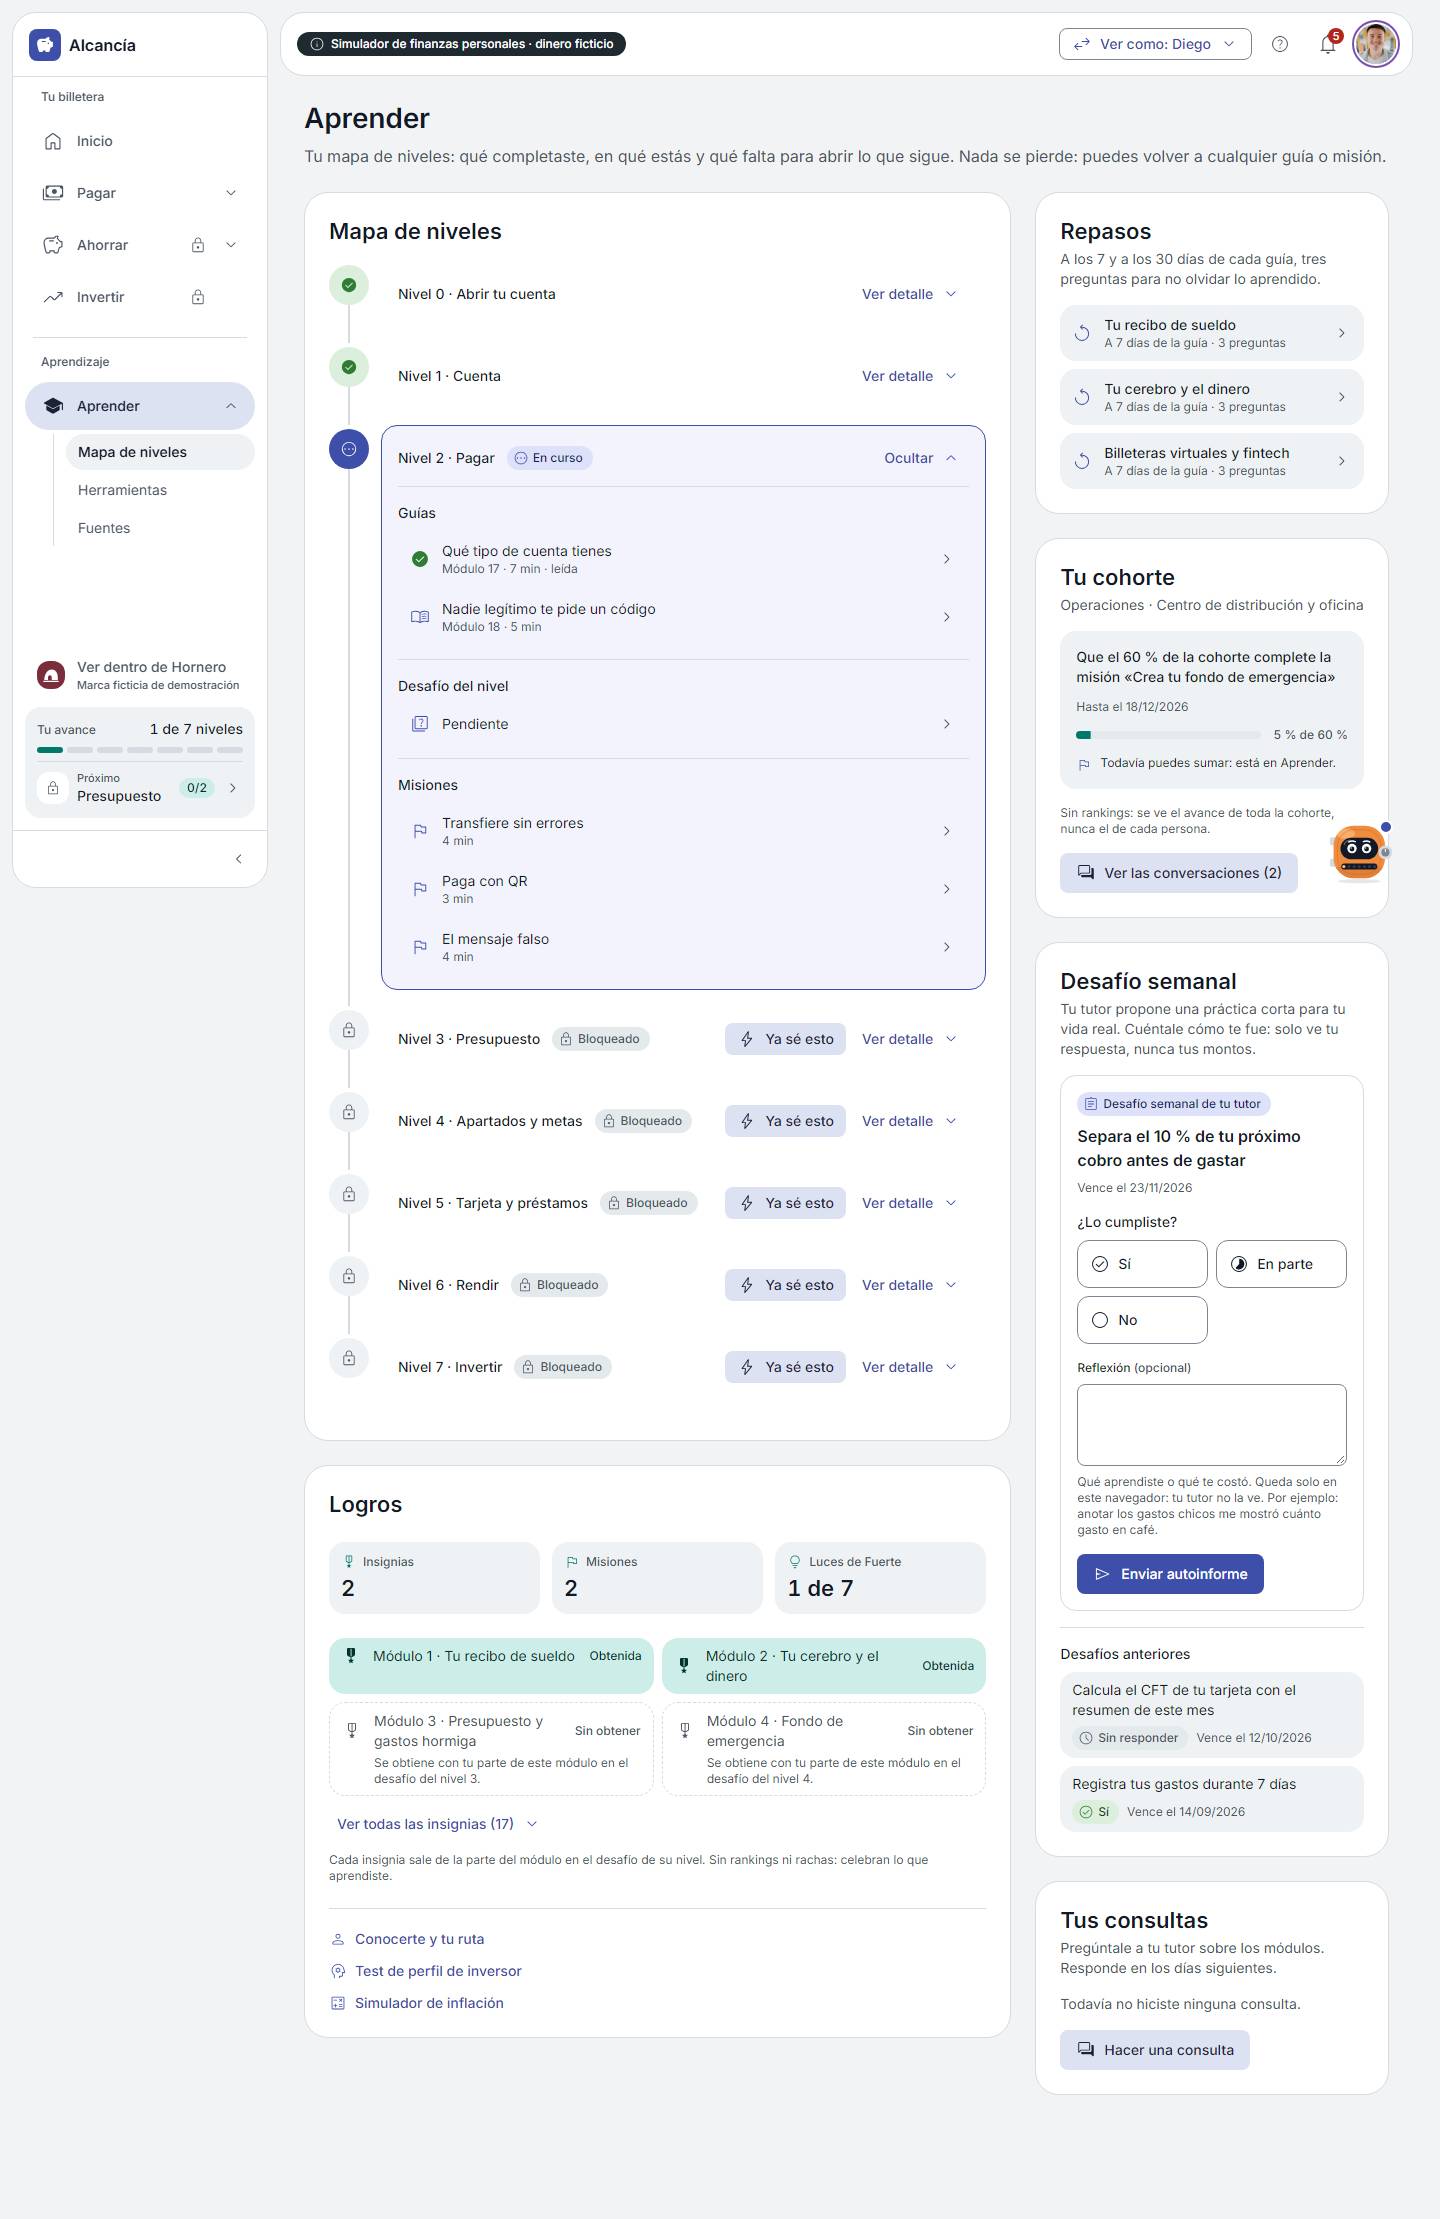 Alcancía
Tu billetera
Inicio
Pagar
Ahorrar
Invertir
Aprendizaje
Aprender
Mapa de niveles
Herramientas
Fuentes
Ver dentro de Hornero
Marca ficticia de demostración
Tu avance 1 de 7 niveles
Próximo
Presupuesto 0/2
Simulador de finanzas personales · dinero ficticio
Ver como: Diego
5
Aprender
Tu mapa de niveles: qué completaste, en qué estás y qué falta para abrir lo que sigue. Nada se pierde: puedes volver a cualquier guía o misión.
Mapa de niveles
Nivel 0 · Abrir tu cuenta Ver detalle
Nivel 1 · Cuenta Ver detalle
Nivel 2 · Pagar En curso Ocultar
Guías
Qué tipo de cuenta tienes
Módulo 17 · 7 min · leída
Nadie legítimo te pide un código
Módulo 18 · 5 min
Desafío del nivel
Pendiente
Misiones
Transfiere sin errores
4 min
Paga con QR
3 min
El mensaje falso
4 min
Nivel 3 · Presupuesto Bloqueado Ya sé esto Ver detalle
Nivel 4 · Apartados y metas Bloqueado Ya sé esto Ver detalle
Nivel 5 · Tarjeta y préstamos Bloqueado Ya sé esto Ver detalle
Nivel 6 · Rendir Bloqueado Ya sé esto Ver detalle
Nivel 7 · Invertir Bloqueado Ya sé esto Ver detalle
Logros
Insignias
2
Misiones
2
Luces de Fuerte
1 de 7
Módulo 1 · Tu recibo de sueldo Obtenida
Módulo 2 · Tu cerebro y el
dinero
Obtenida
Módulo 3 · Presupuesto y
gastos hormiga
Sin obtener
Se obtiene con tu parte de este módulo en el
desafío del nivel 3.
Módulo 4 · Fondo de
emergencia
Sin obtener
Se obtiene con tu parte de este módulo en el
desafío del nivel 4.
Ver todas las insignias (17)
Cada insignia sale de la parte del módulo en el desafío de su nivel. Sin rankings ni rachas: celebran lo que
aprendiste.
Conocerte y tu ruta
Test de perfil de inversor
Simulador de inflación
Repasos
A los 7 y a los 30 días de cada guía, tres
preguntas para no olvidar lo aprendido.
Tu recibo de sueldo
A 7 días de la guía · 3 preguntas
Tu cerebro y el dinero
A 7 días de la guía · 3 preguntas
Billeteras virtuales y fintech
A 7 días de la guía · 3 preguntas
Tu cohorte
Operaciones · Centro de distribución y oficina
Que el 60 % de la cohorte complete la
misión «Crea tu fondo de emergencia»
Hasta el 18/12/2026
5 % de 60 %
Todavía puedes sumar: está en Aprender.
Sin rankings: se ve el avance de toda la cohorte,
nunca el de cada persona.
Ver las conversaciones (2)
Desafío semanal
Tu tutor propone una práctica corta para tu
vida real. Cuéntale cómo te fue: solo ve tu
respuesta, nunca tus montos.
Desafío semanal de tu tutor
Separa el 10 % de tu próximo
cobro antes de gastar
Vence el 23/11/2026
¿Lo cumpliste?
Sí
En parte
No
Reflexión (opcional)
Qué aprendiste o qué te costó. Queda solo en
este navegador: tu tutor no la ve. Por ejemplo:
anotar los gastos chicos me mostró cuánto
gasto en café.
Enviar autoinforme
Desafíos anteriores
Calcula el CFT de tu tarjeta con el
resumen de este mes
Sin responder Vence el 12/10/2026
Registra tus gastos durante 7 días
Sí Vence el 14/09/2026
Tus consultas
Pregúntale a tu tutor sobre los módulos.
Responde en los días siguientes.
Todavía no hiciste ninguna consulta.
Hacer una consulta